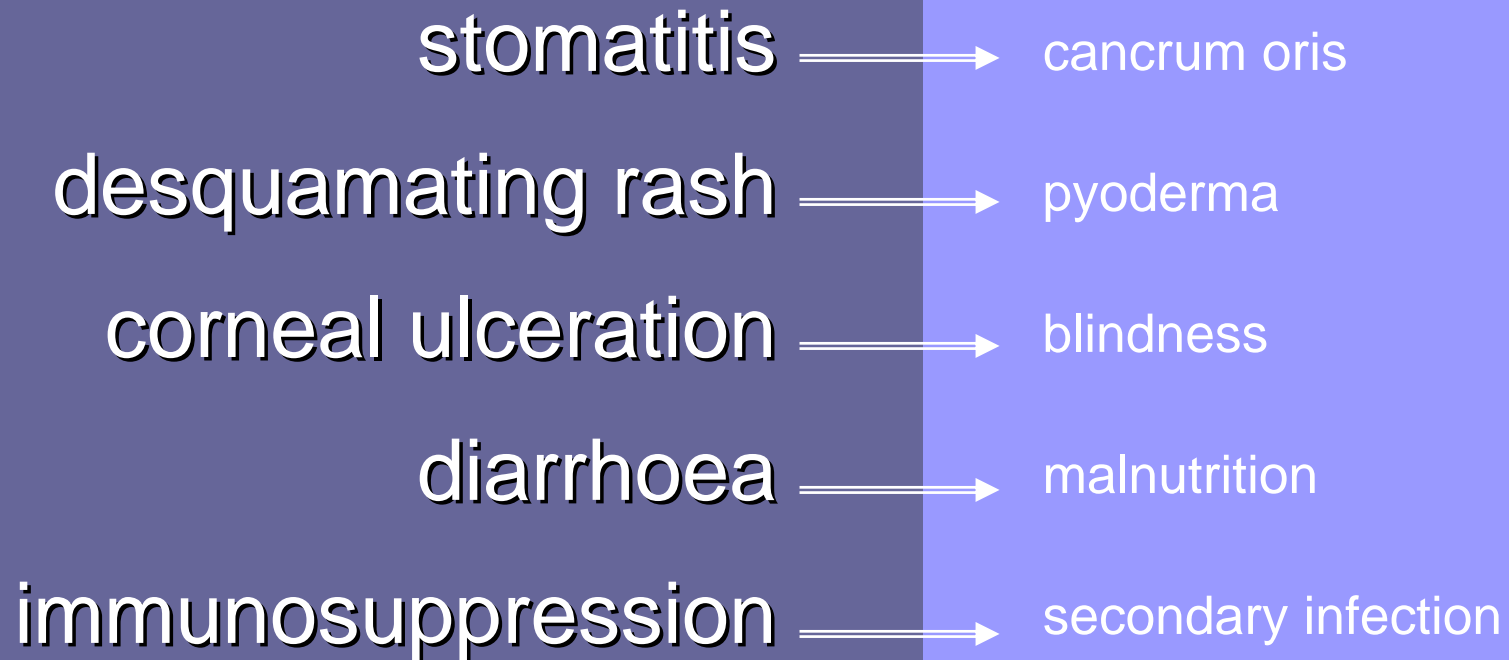 stomatitis cancrum oris
desquamating rash pyoderma
corneal ulceration blindness
diarrhoea malnutrition
immunosuppression secondary infection